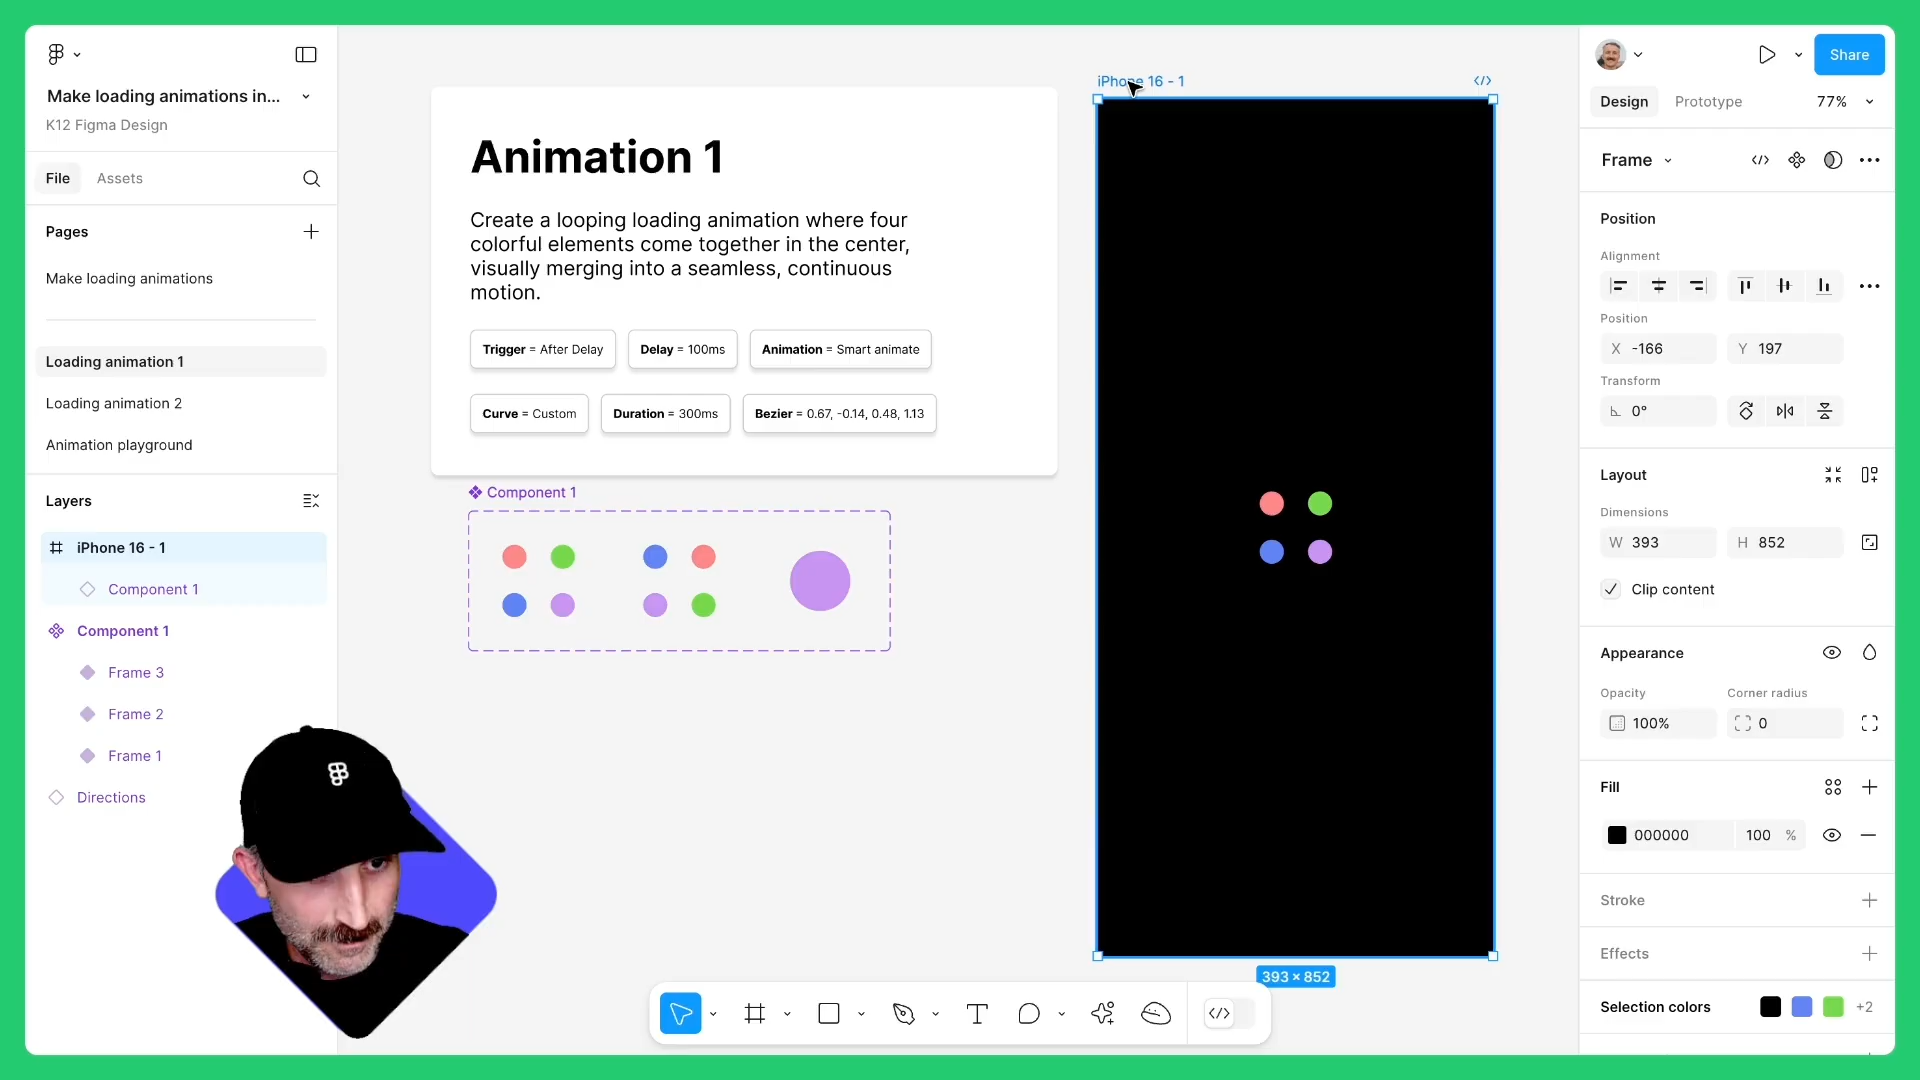 Make loading animations in...
K12 Figma Design
File
Assets
Pages
Make loading animations
Loading animation 1
Loading animation 2
Animation playground
Layers
iPhone 16 - 1
Component 1
Component 1
Frame 3
Frame 2
Frame 1
Directions
Animation 1
Create a looping loading animation where four
colorful elements come together in the center,
visually merging into a seamless, continuous
motion.
Trigger = After Delay
Delay = 100ms
Animation = Smart animate
Curve = Custom
Duration = 300ms
Bezier = 0.67, -0.14, 0.48, 1.13
Component 1
iPhone 16 - 1
393 × 852
Share
Design
Prototype
77%
Frame
Position
Alignment
Position
X -166
Y 197
Transform
0°
Layout
Dimensions
W 393
H 852
Clip content
Appearance
Opacity
Corner radius
100%
0
Fill
000000
100 %
Stroke
Effects
Selection colors
+2